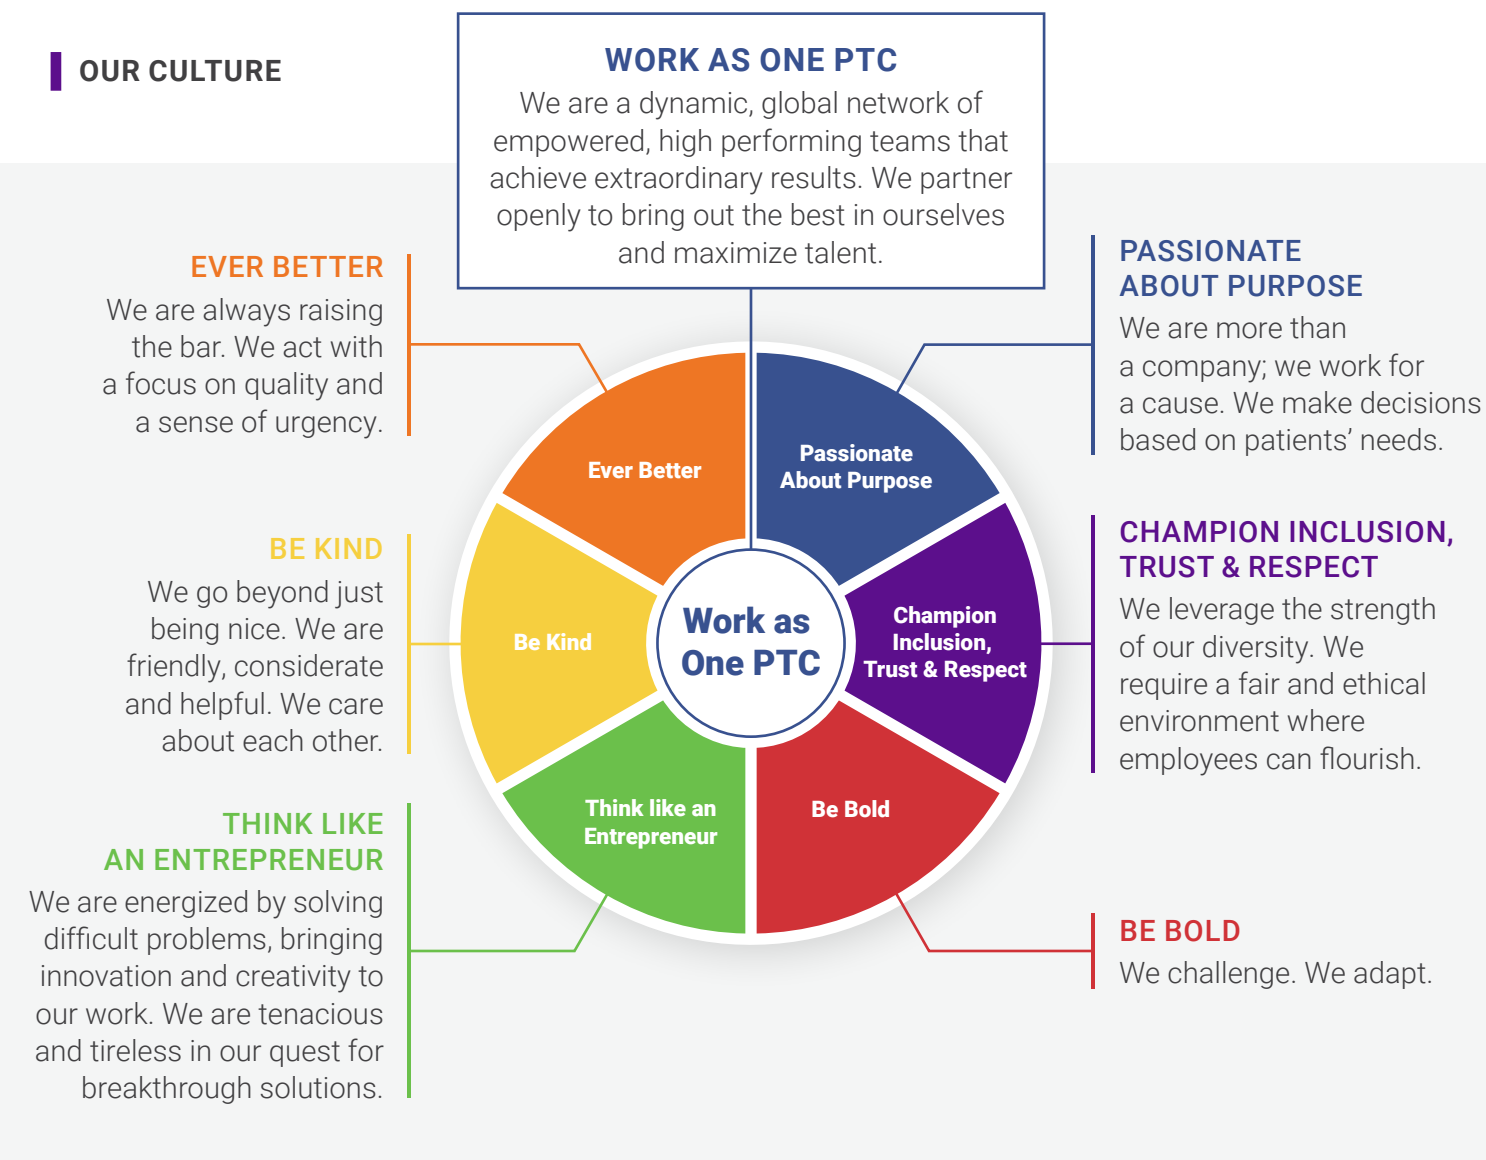 OUR CULTURE
WORK AS ONE PTC
We are a dynamic, global network of
empowered, high performing teams that
achieve extraordinary results. We partner
openly to bring out the best in ourselves
and maximize talent.
EVER BETTER
We are always raising
the bar. We act with
a focus on quality and
a sense of urgency.
BE KIND
We go beyond just
being nice. We are
friendly, considerate
and helpful. We care
about each other.
THINK LIKE
AN ENTREPRENEUR
We are energized by solving
difficult problems, bringing
innovation and creativity to
our work. We are tenacious
and tireless in our quest for
breakthrough solutions.
Ever Better
Passionate
About Purpose
Be Kind
Work as
One PTC
Champion
Inclusion,
Trust & Respect
Think like an
Entrepreneur
Be Bold
PASSIONATE
ABOUT PURPOSE
We are more than
a company; we work for
a cause. We make decisions
based on patients’ needs.
CHAMPION INCLUSION,
TRUST & RESPECT
We leverage the strength
of our diversity. We
require a fair and ethical
environment where
employees can flourish.
BE BOLD
We challenge. We adapt.